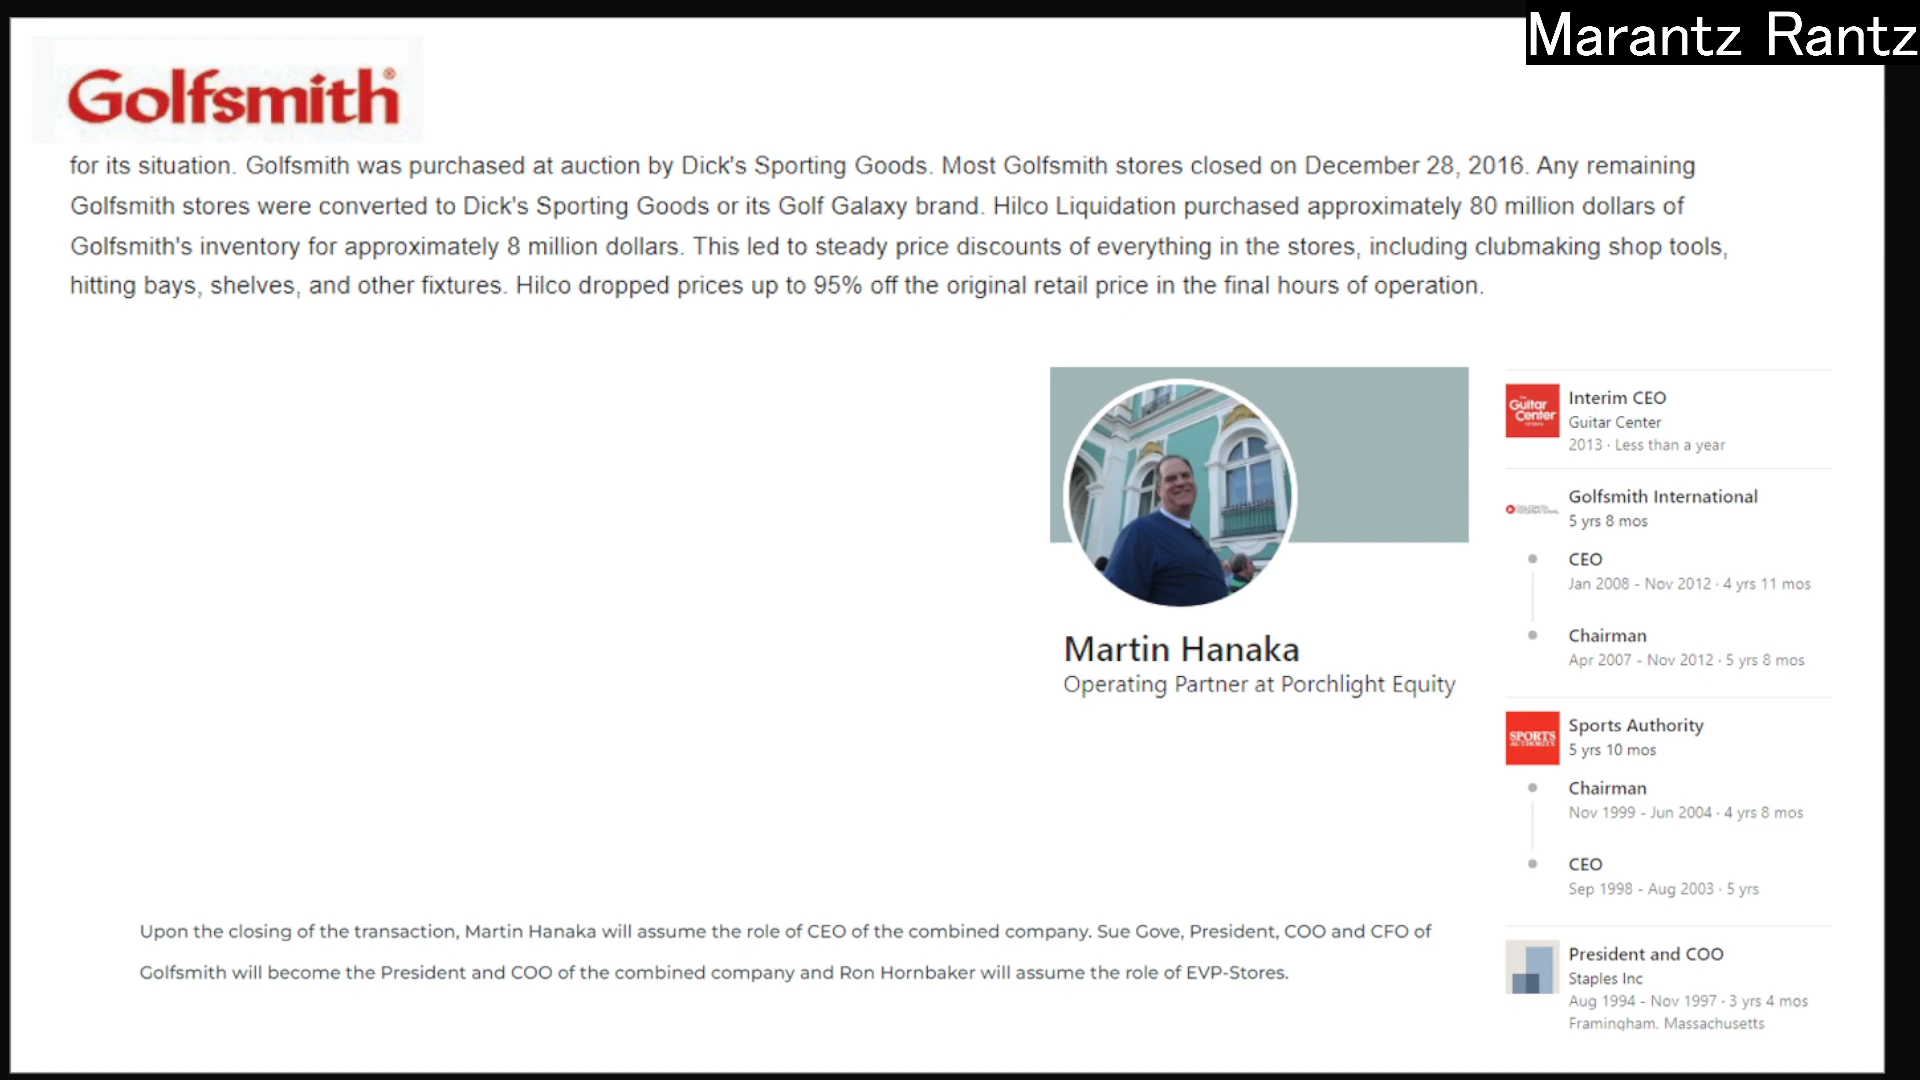 Marantz Rantz
Golfsmith®
for its situation. Golfsmith was purchased at auction by Dick's Sporting Goods. Most Golfsmith stores closed on December 28, 2016. Any remaining
Golfsmith stores were converted to Dick's Sporting Goods or its Golf Galaxy brand. Hilco Liquidation purchased approximately 80 million dollars of
Golfsmith's inventory for approximately 8 million dollars. This led to steady price discounts of everything in the stores, including clubmaking shop tools,
hitting bays, shelves, and other fixtures. Hilco dropped prices up to 95% off the original retail price in the final hours of operation.
Martin Hanaka
Operating Partner at Porchlight Equity
Guitar
Center
Interim CEO
Guitar Center
2013 · Less than a year
Golfsmith International
5 yrs 8 mos
CEO
Jan 2008 - Nov 2012 · 4 yrs 11 mos
Chairman
Apr 2007 - Nov 2012 · 5 yrs 8 mos
SPORTS
AUTHORITY
Sports Authority
5 yrs 10 mos
Chairman
Nov 1999 - Jun 2004 · 4 yrs 8 mos
CEO
Sep 1998 - Aug 2003 · 5 yrs
President and COO
Staples Inc
Aug 1994 - Nov 1997 · 3 yrs 4 mos
Framingham, Massachusetts
Upon the closing of the transaction, Martin Hanaka will assume the role of CEO of the combined company. Sue Gove, President, COO and CFO of
Golfsmith will become the President and COO of the combined company and Ron Hornbaker will assume the role of EVP-Stores.